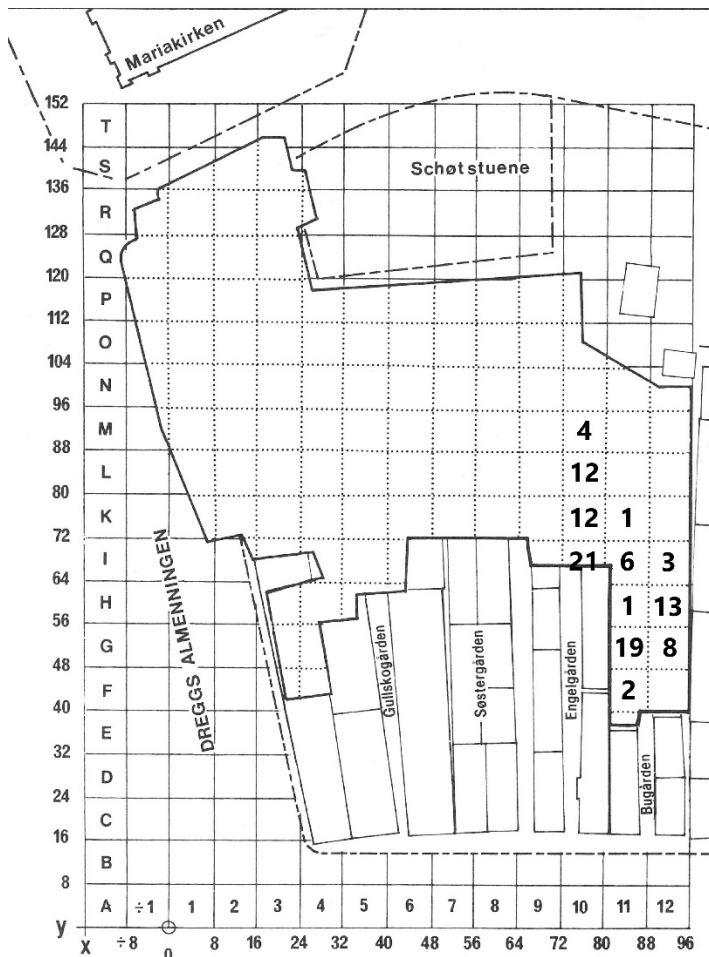 Mariakirken
152
T
144
S
Schøtstuene
136
R
128
Q
120
P
112
O
104
N
96
M
4
88
L
12
80
K
12 1
72
I
21 6 3
64
H
1 13
56
G
19 8
48
F
2
40
E
32
D
24
C
16
B
8
DREGGS ALMENNINGEN
Gullskogården
Søstergården
Engelgården
Bugården
A ÷1 1 2 3 4 5 6 7 8 9 10 11 12
y
x ÷8 0 8 16 24 32 40 48 56 64 72 80 88 96